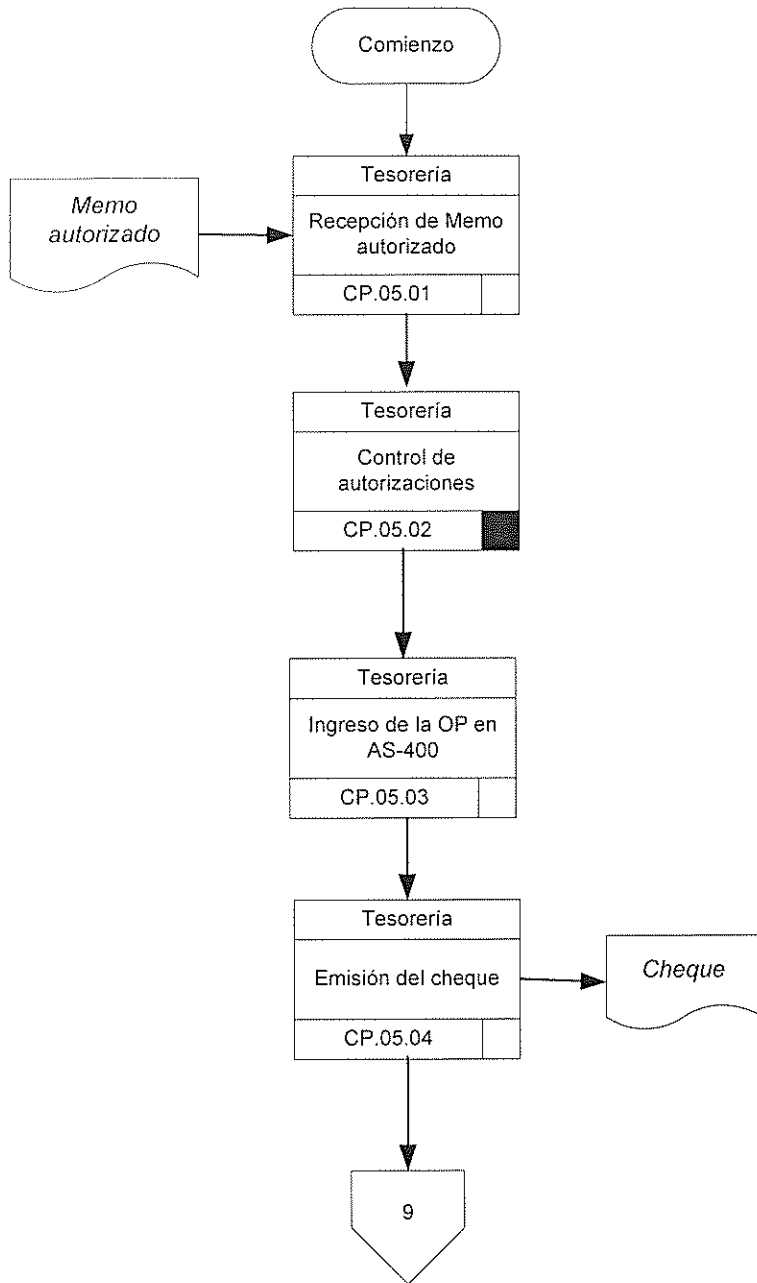 Comienzo
Tesorería
Memo
autorizado
Recepción de Memo
autorizado
CP.05.01
Tesorería
Control de
autorizaciones
CP.05.02
Tesorería
Ingreso de la OP en
AS-400
CP.05.03
Tesorería
Emisión del cheque
Cheque
CP.05.04
9